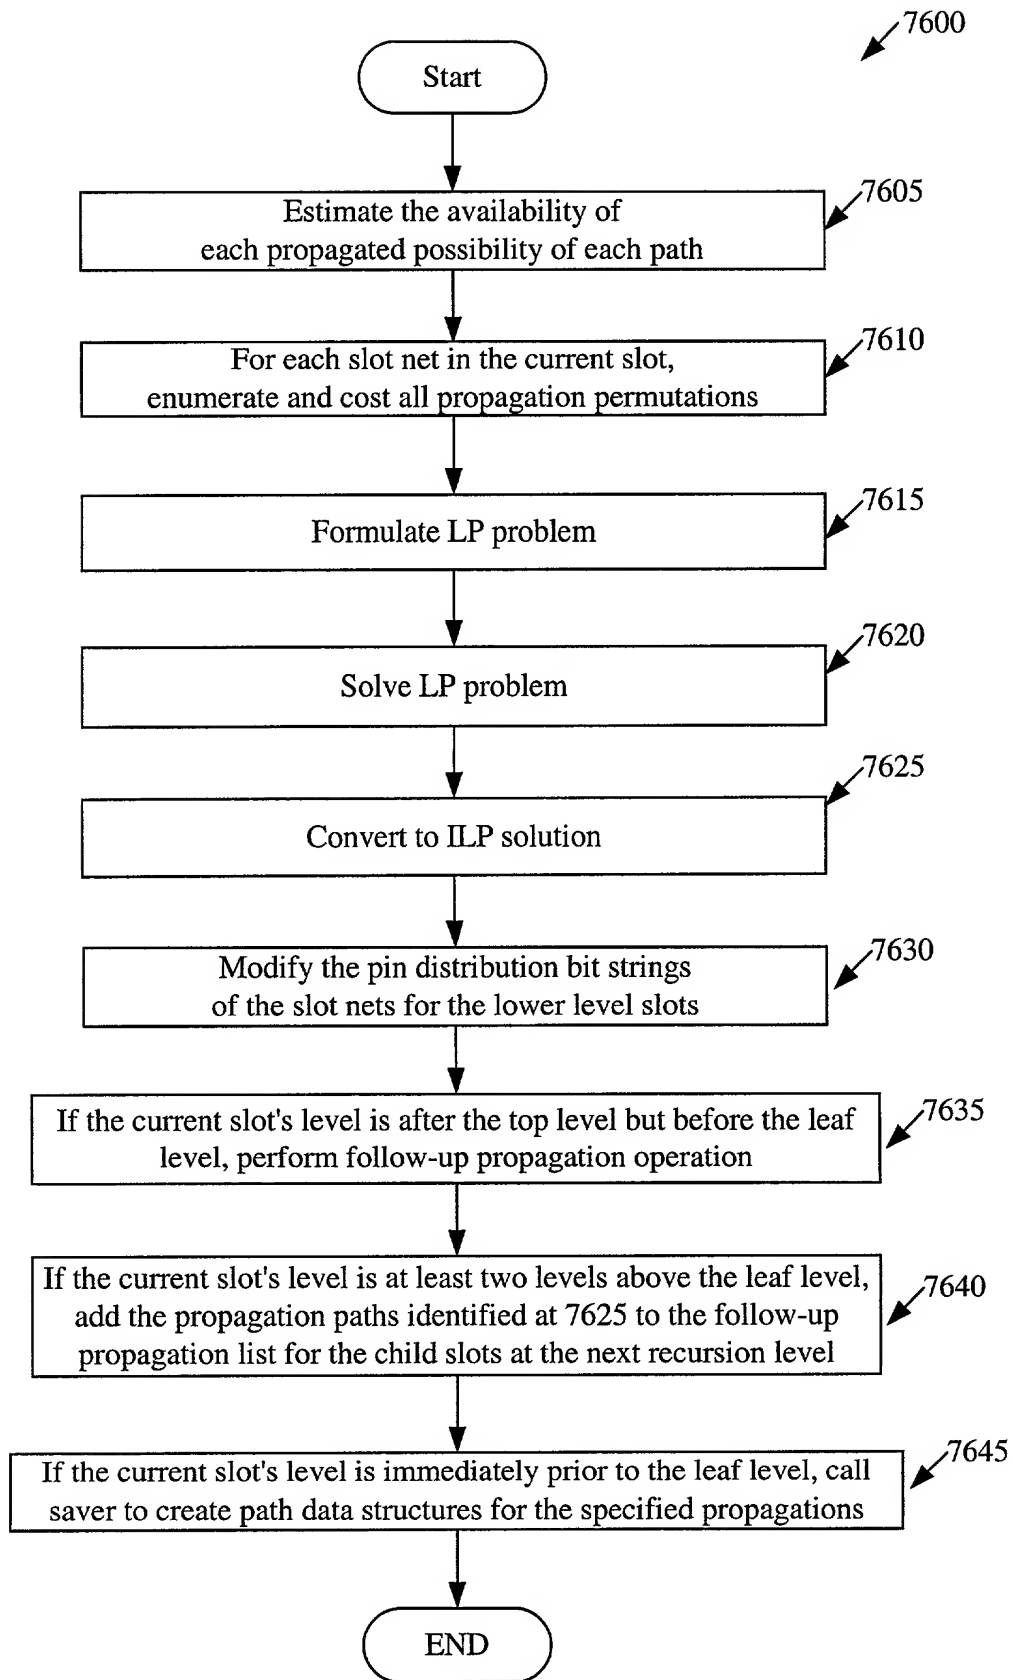 7600
Start
7605
Estimate the availability of
each propagated possibility of each path
7610
For each slot net in the current slot,
enumerate and cost all propagation permutations
7615
Formulate LP problem
7620
Solve LP problem
7625
Convert to ILP solution
7630
Modify the pin distribution bit strings
of the slot nets for the lower level slots
7635
If the current slot's level is after the top level but before the leaf
level, perform follow-up propagation operation
7640
If the current slot's level is at least two levels above the leaf level,
add the propagation paths identified at 7625 to the follow-up
propagation list for the child slots at the next recursion level
7645
If the current slot's level is immediately prior to the leaf level, call
saver to create path data structures for the specified propagations
END